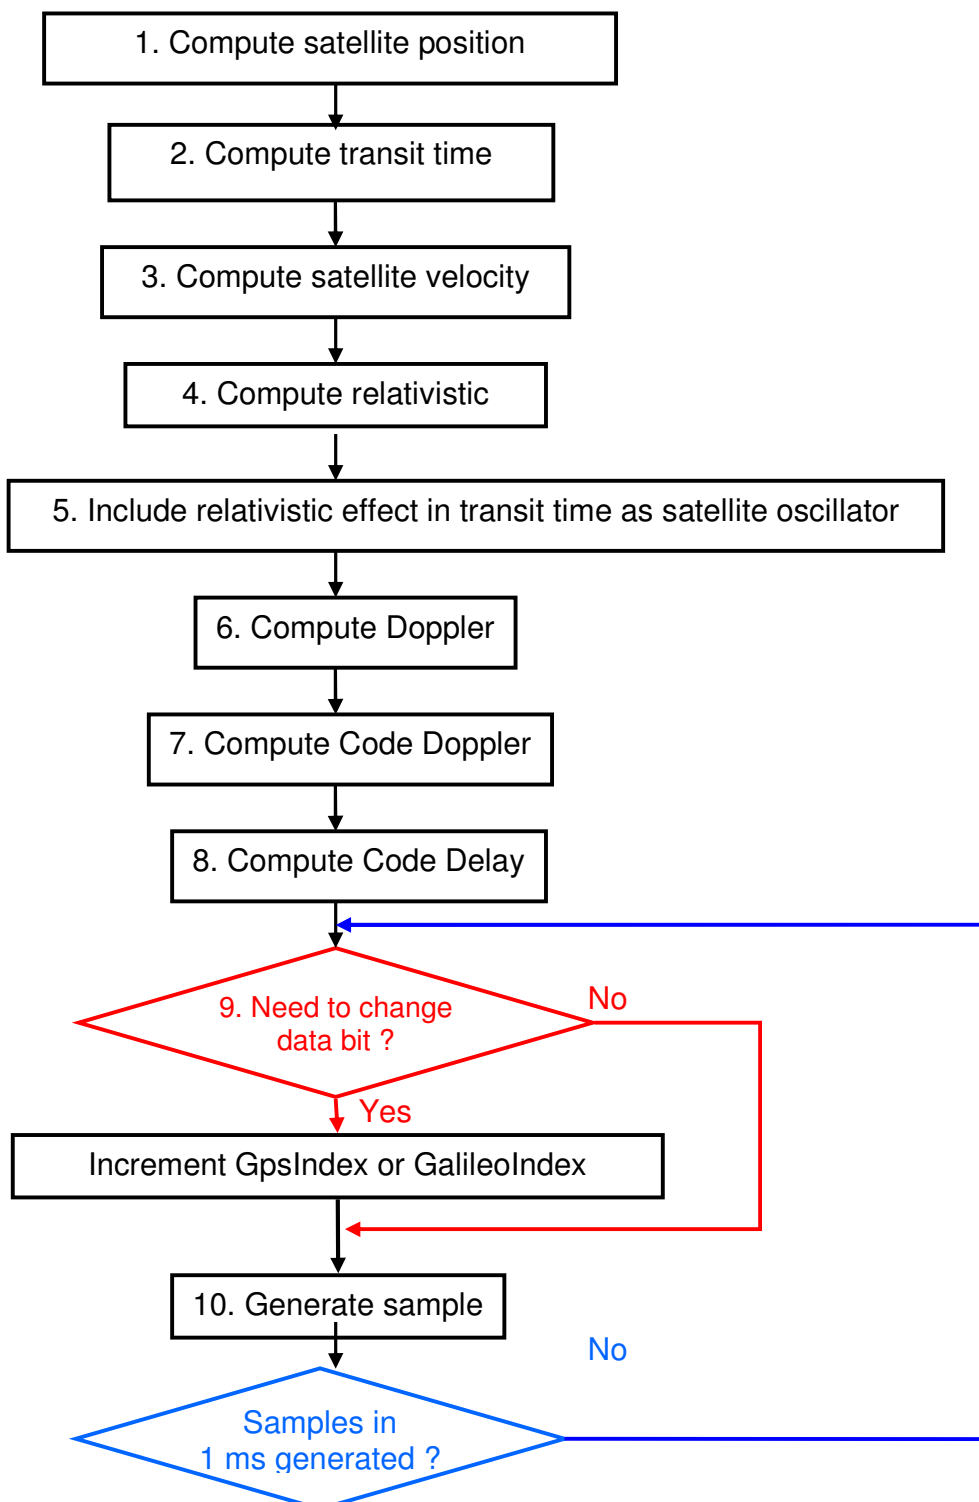 1. Compute satellite position
2. Compute transit time
3. Compute satellite velocity
4. Compute relativistic
5. Include relativistic effect in transit time as satellite oscillator
6. Compute Doppler
7. Compute Code Doppler
8. Compute Code Delay
9. Need to change
data bit ?
No
Yes
Increment GpsIndex or GalileoIndex
10. Generate sample
No
Samples in
1 ms generated ?